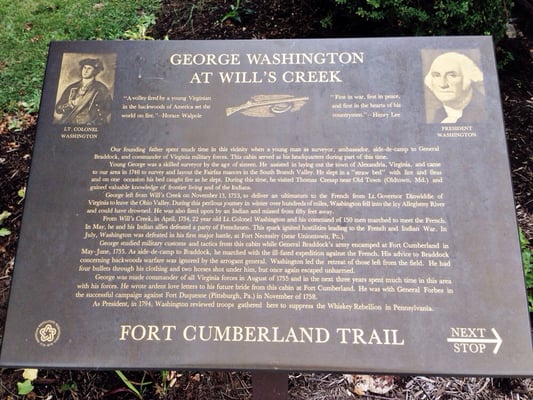 GEORGE WASHINGTON
AT WILL'S CREEK
"A volley fired by a young Virginian
in the backwoods of America set the
world on fire."–Horace Walpole
"First in war, first in peace,
and first in the hearts of his
countrymen."–Henry Lee
LT. COLONEL
WASHINGTON
PRESIDENT
WASHINGTON
Our founding father spent much time in this vicinity when a young man as surveyor, ambassador, aide-de-camp to General
Braddock, and commander of Virginia military forces. This cabin served as his headquarters during part of this time.
Young George was a skilled surveyor by the age of sixteen. He assisted in laying out the town of Alexandria, Virginia, and came
to our area in 1748 to survey and layout the Fairfax manors in the South Branch Valley. He slept in a "straw bed" with lice and fleas
and on one occasion his bed caught fire as he slept. During this time, he visited Thomas Cresap near Old Town (Oldtown, Md.) and
gained valuable knowledge of frontier living and of the Indians.
George left from Will's Creek on November 15, 1753, to deliver an ultimatum to the French from Lt. Governor Dinwiddie of
Virginia to leave the Ohio Valley. During this perilous journey in winter over hundreds of miles, Washington fell into the icy Allegheny River
and could have drowned. He was also fired upon by an Indian and missed from fifty feet away.
From Will's Creek, in April, 1754, 22 year old Lt. Colonel Washington and his command of 150 men marched to meet the French.
In May, he and his Indian allies defeated a party of Frenchmen. This spark ignited hostilities leading to the French and Indian War. In
July, Washington was defeated in his first major battle, at Fort Necessity (near Uniontown, Pa.).
George studied military customs and tactics from this cabin while General Braddock's army encamped at Fort Cumberland in
May-June, 1755. As aide-de-camp to Braddock, he marched with the ill-fated expedition against the French. His advice to Braddock
concerning backwoods warfare was ignored by the arrogant general. Washington led the retreat of those left from the field. He had
four bullets through his clothing and two horses shot under him, but once again escaped unharmed.
George was made commander of all Virginia forces in August of 1755 and in the next three years spent much time in this area
with his forces. He wrote ardent love letters to his future bride from this cabin at Fort Cumberland. He was with General Forbes in
the successful campaign against Fort Duquesne (Pittsburgh, Pa.) in November of 1758.
As President, in 1794, Washington reviewed troops gathered here to suppress the Whiskey Rebellion in Pennsylvania.
FORT CUMBERLAND TRAIL
NEXT
STOP